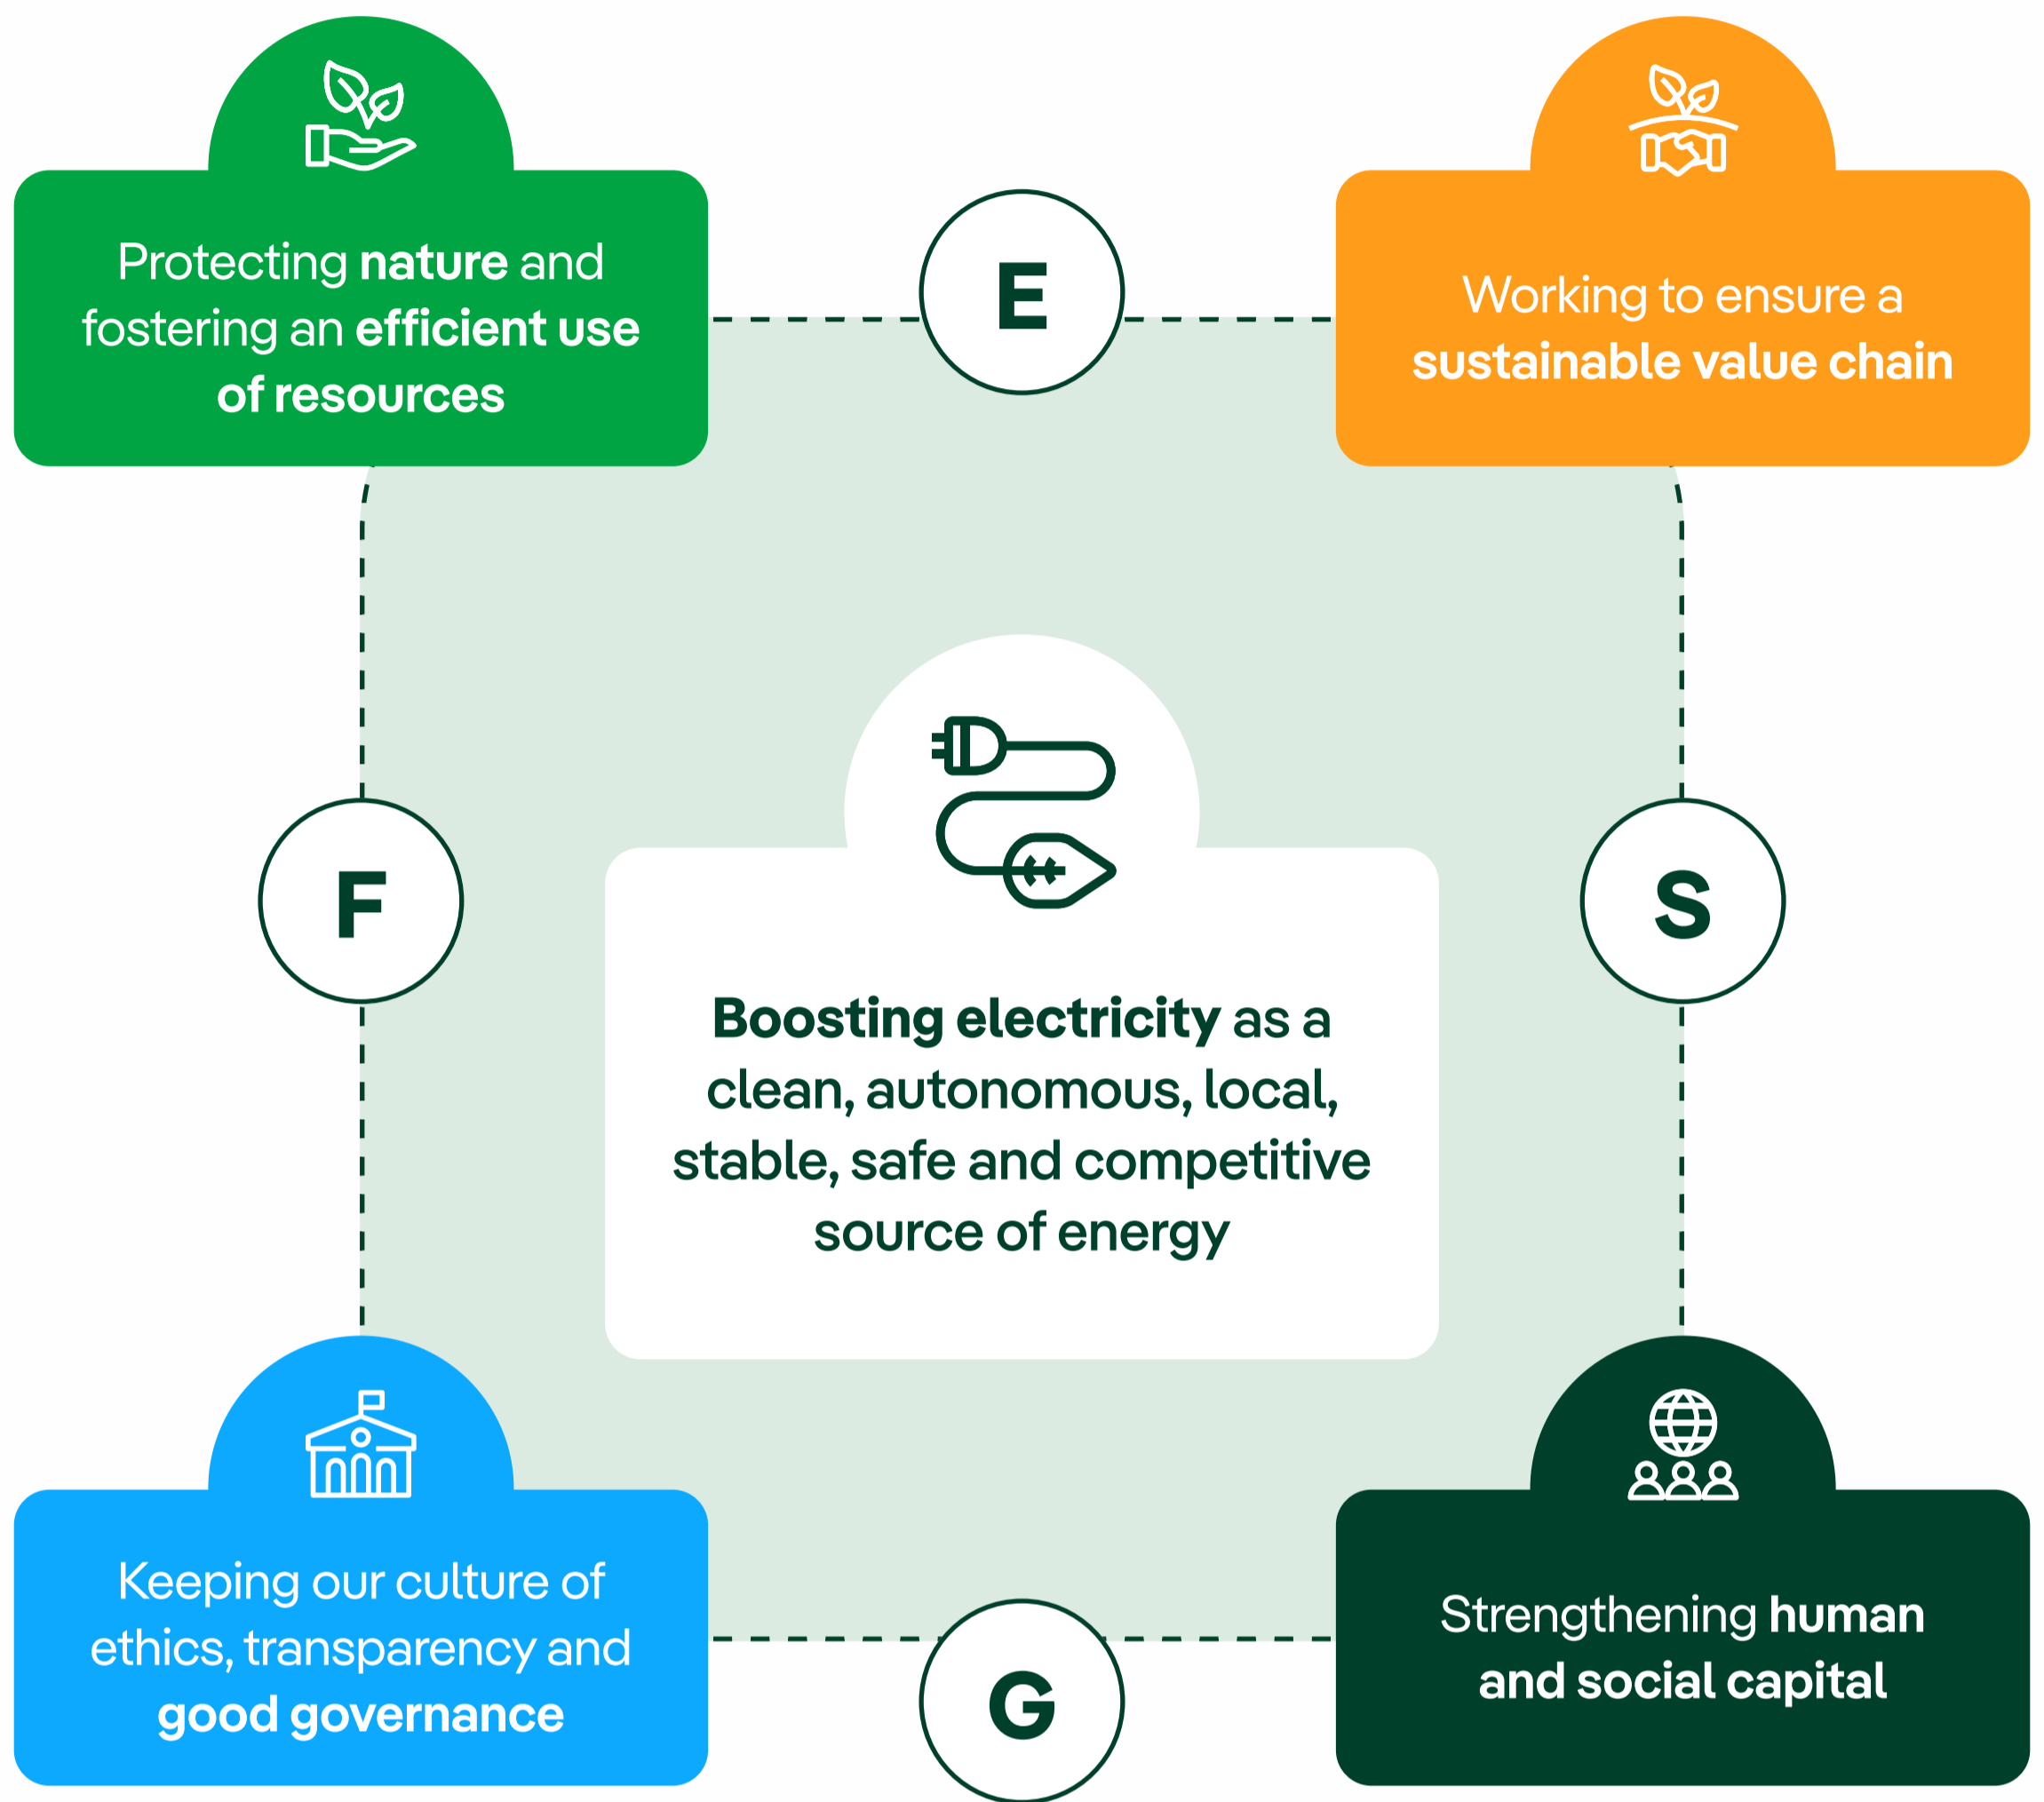 Protecting nature and
fostering an efficient use
of resources
E
Working to ensure a
sustainable value chain
F
Boosting electricity as a
clean, autonomous, local,
stable, safe and competitive
source of energy
S
Keeping our culture of
ethics, transparency and
good governance
G
Strengthening human
and social capital